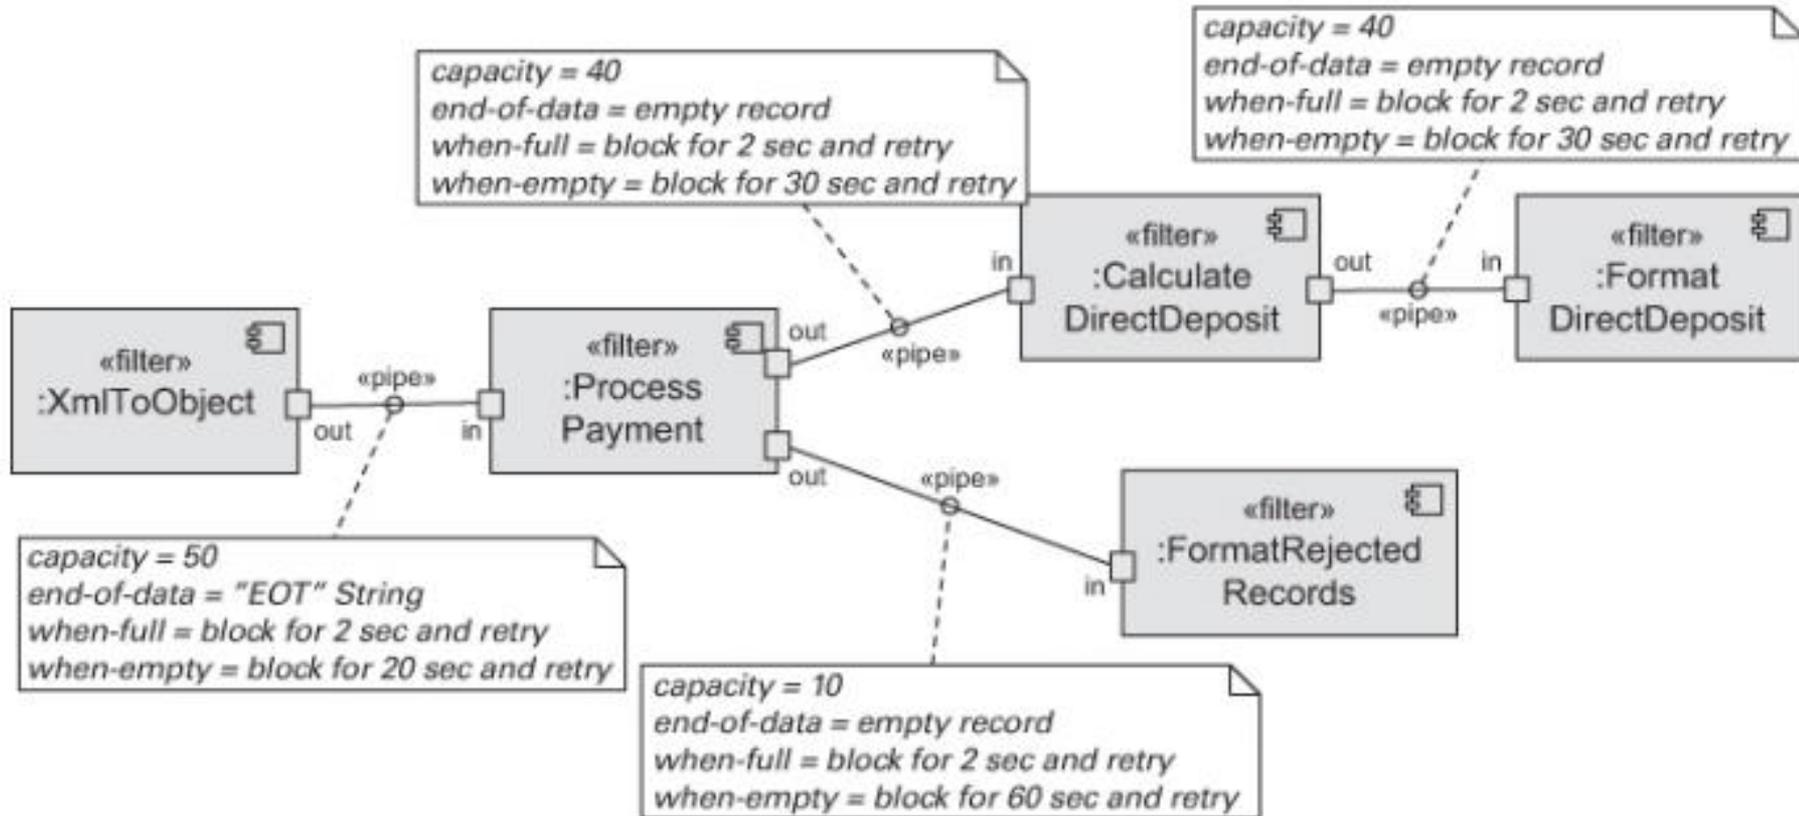 capacity = 40
end-of-data = empty record
when-full = block for 2 sec and retry
when-empty = block for 30 sec and retry
capacity = 40
end-of-data = empty record
when-full = block for 2 sec and retry
when-empty = block for 30 sec and retry
«filter»
:XmlToObject
out
«pipe»
in
«filter»
:Process
Payment
out
out
«pipe»
in
«filter»
:Calculate
DirectDeposit
out
«pipe»
in
«filter»
:Format
DirectDeposit
«pipe»
in
«filter»
:FormatRejected
Records
capacity = 50
end-of-data = "EOT" String
when-full = block for 2 sec and retry
when-empty = block for 20 sec and retry
capacity = 10
end-of-data = empty record
when-full = block for 2 sec and retry
when-empty = block for 60 sec and retry